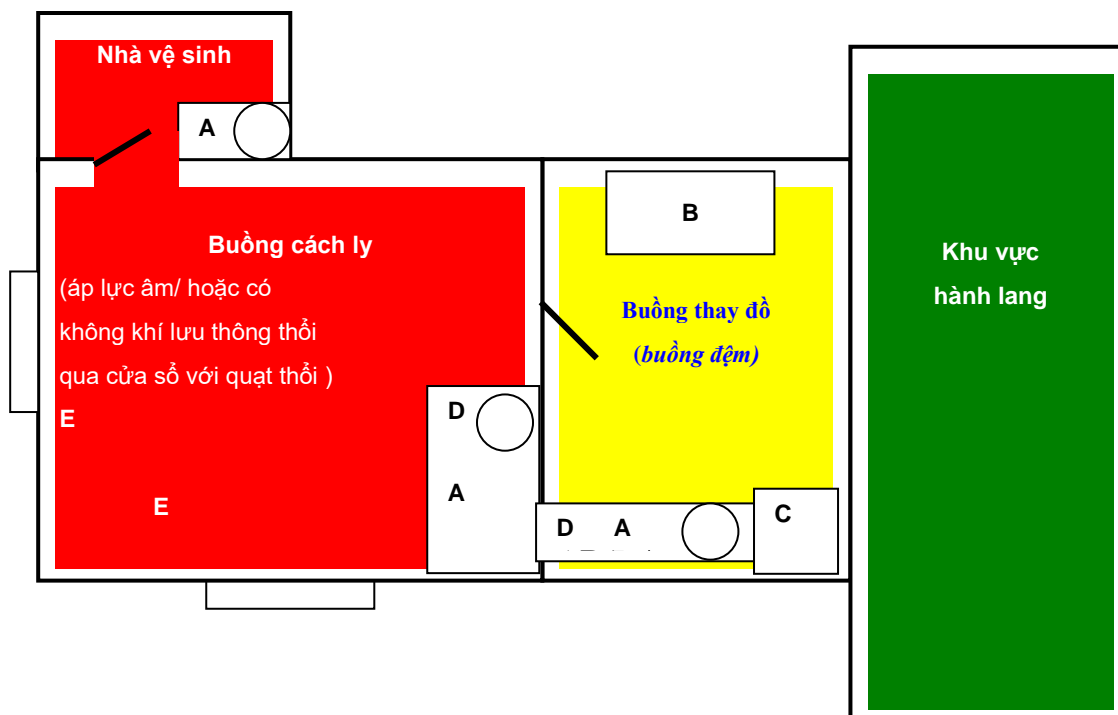 Nhà vệ sinh
A
Buồng cách ly
(áp lực âm/ hoặc có
không khí lưu thông thổi
qua cửa sổ với quạt thổi )
E
E
D
A
B
Buồng thay đồ
(buồng đệm)
D A
C
Khu vực
hành lang